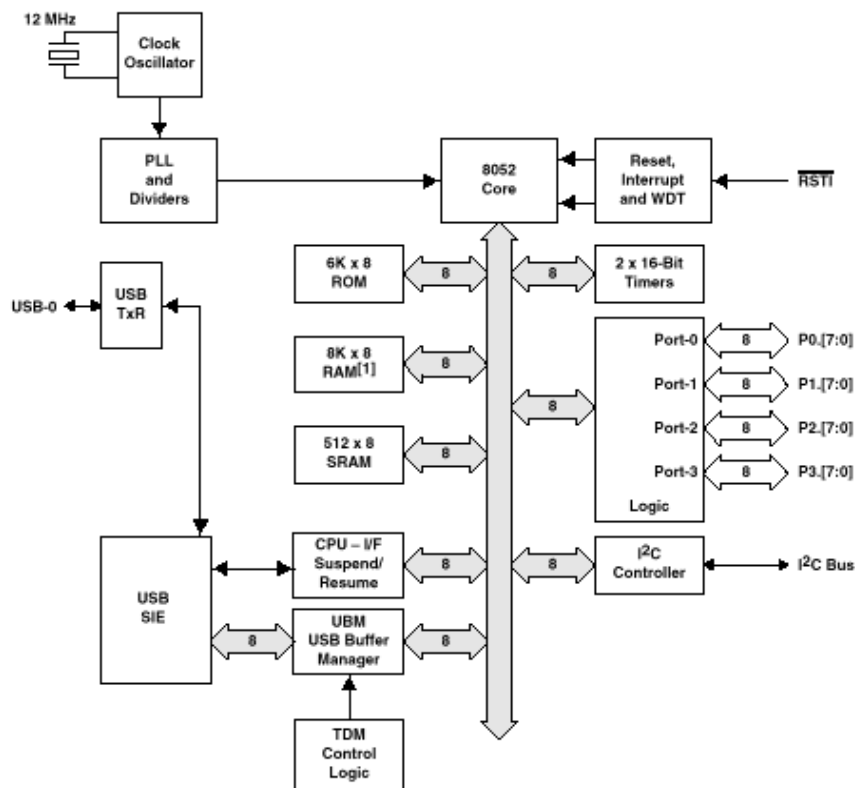 12 MHz
Clock
Oscillator
PLL
and
Dividers
8052
Core
Reset,
Interrupt
and WDT
RSTI
6K x 8
ROM
8
8
2 x 16-Bit
Timers
USB-0
USB
TxR
8K x 8
RAM[1]
8
8
Port-0
8
P0.[7:0]
Port-1
8
P1.[7:0]
Port-2
8
P2.[7:0]
Port-3
8
P3.[7:0]
Logic
512 x 8
SRAM
8
USB
SIE
CPU – I/F
Suspend/
Resume
8
8
I2C
Controller
I2C Bus
8
UBM
USB Buffer
Manager
8
TDM
Control
Logic